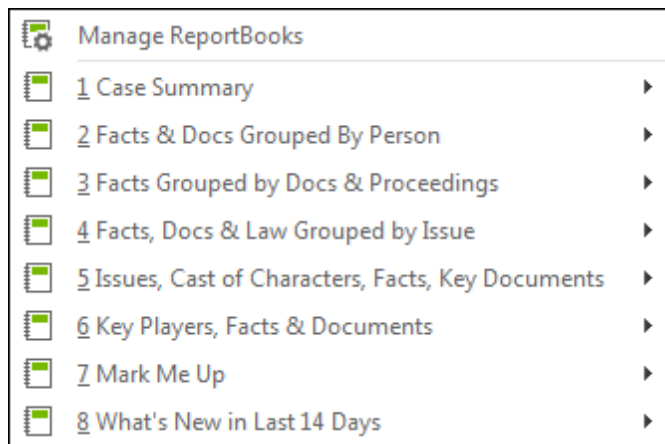 Manage ReportBooks
1 Case Summary
2 Facts & Docs Grouped By Person
3 Facts Grouped by Docs & Proceedings
4 Facts, Docs & Law Grouped by Issue
5 Issues, Cast of Characters, Facts, Key Documents
6 Key Players, Facts & Documents
7 Mark Me Up
8 What's New in Last 14 Days